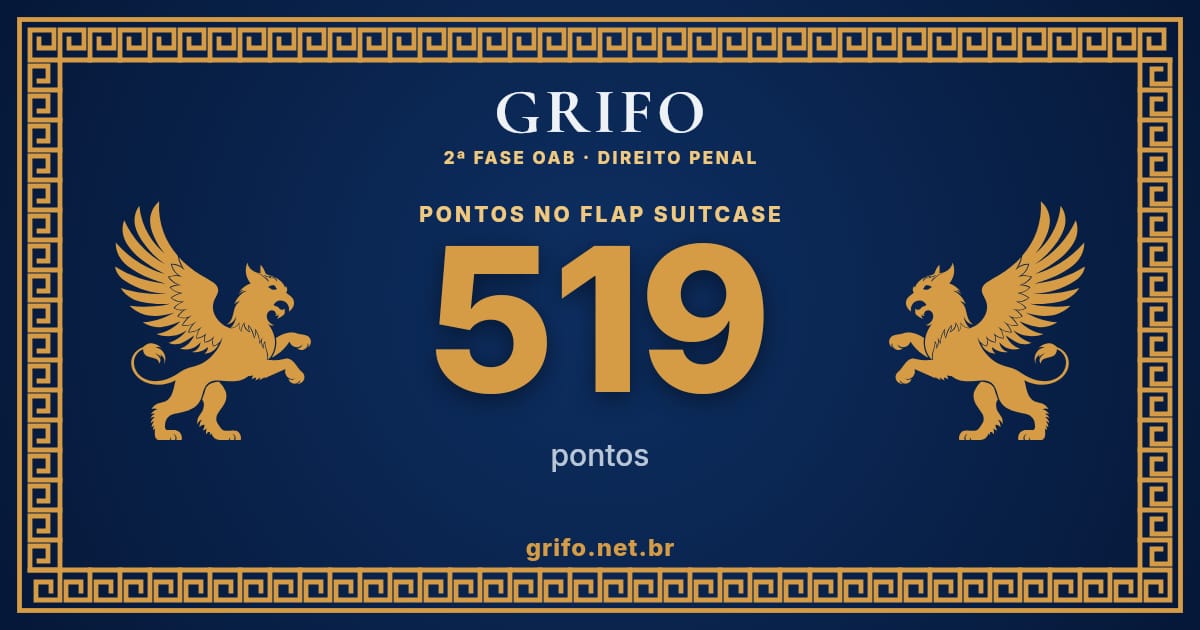 GRIFO
2ª FASE OAB · DIREITO PENAL
PONTOS NO FLAP SUITCASE
519
pontos
grifo.net.br